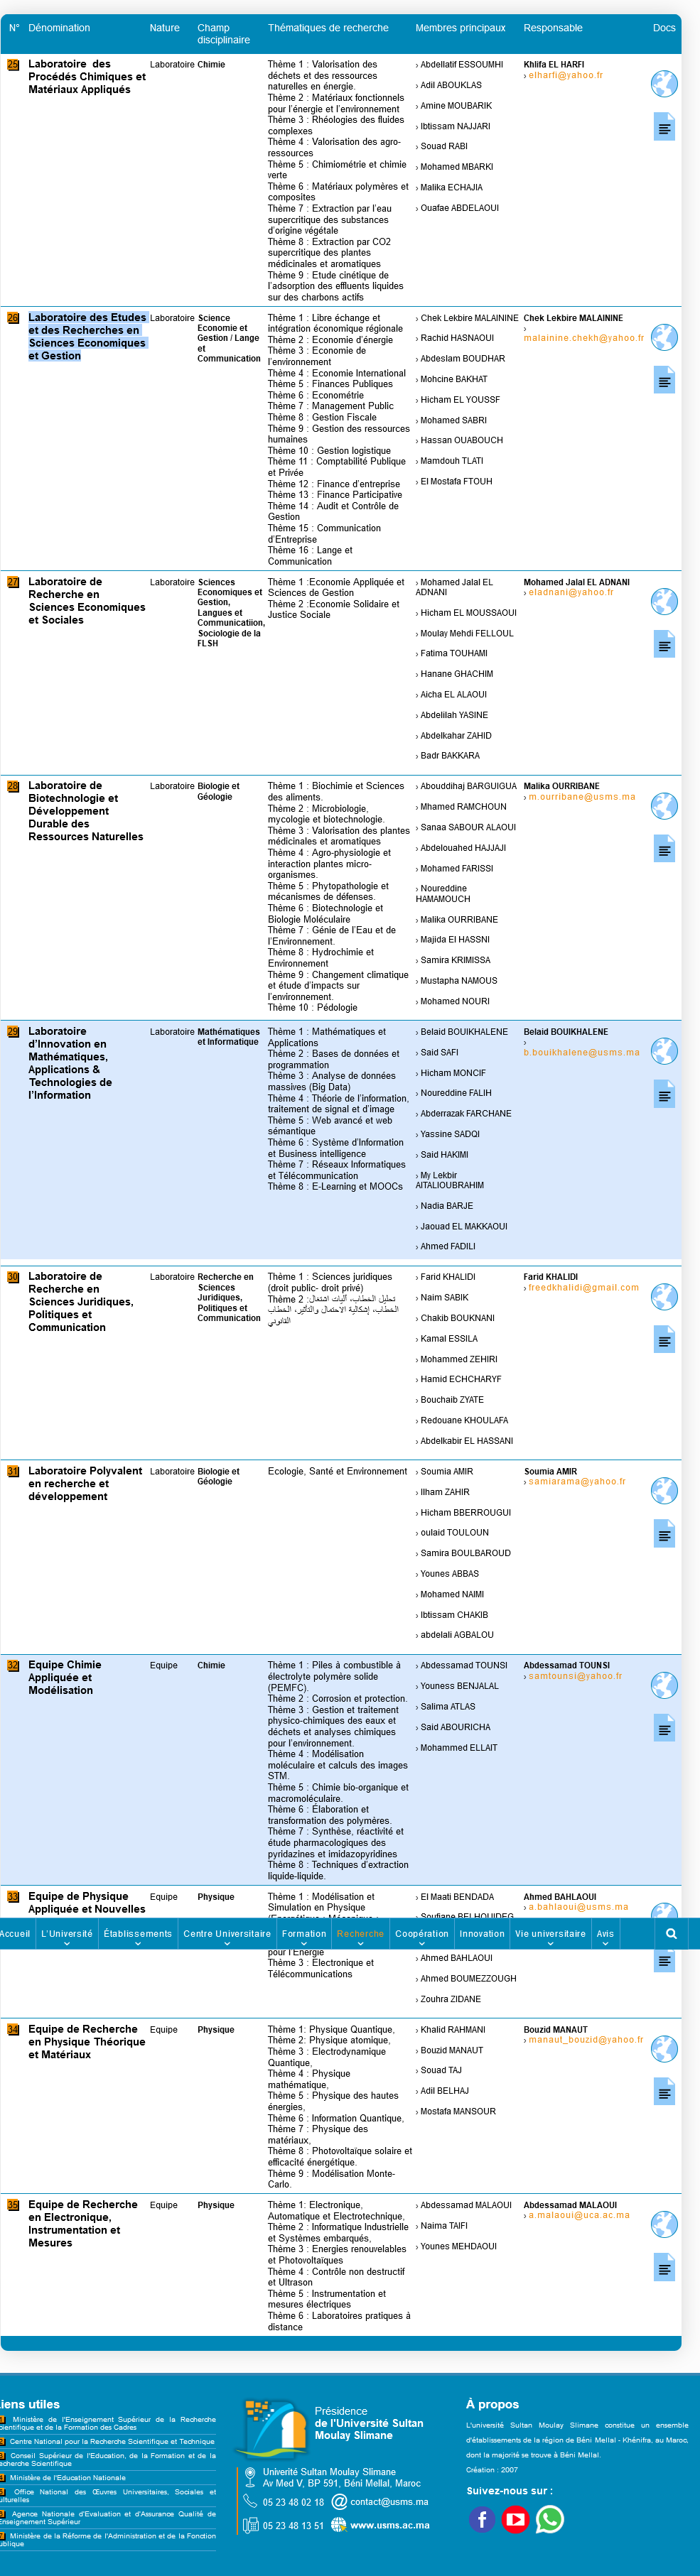 N° Dénomination Nature Champ disciplinaire Thématiques de recherche Membres principaux Responsable Docs
25
Laboratoire des
Procédés Chimiques et
Matériaux Appliqués
Laboratoire
Chimie
Thème 1 : Valorisation des
déchets et des ressources
naturelles en énergie.
Thème 2 : Matériaux fonctionnels
pour l'énergie et l'environnement
Thème 3 : Rhéologies des fluides
complexes
Thème 4 : Valorisation des agro-
ressources
Thème 5 : Chimiométrie et chimie
verte
Thème 6 : Matériaux polymères et
composites
Thème 7 : Extraction par l'eau
supercritique des substances
d'origine végétale
Thème 8 : Extraction par CO2
supercritique des plantes
médicinales et aromatiques
Thème 9 : Etude cinétique de
l'adsorption des effluents liquides
sur des charbons actifs
› Abdellatif ESSOUMHI
› Adil ABOUKLAS
› Amine MOUBARIK
› Ibtissam NAJJARI
› Souad RABI
› Mohamed MBARKI
› Malika ECHAJIA
› Ouafae ABDELAOUI
Khlifa EL HARFI
› elharfi@yahoo.fr
26
Laboratoire des Etudes
et des Recherches en
Sciences Economiques
et Gestion
Laboratoire
Science
Economie et
Gestion / Lange
et
Communication
Thème 1 : Libre échange et
intégration économique régionale
Thème 2 : Economie d'énergie
Thème 3 : Economie de
l'environnement
Thème 4 : Economie International
Thème 5 : Finances Publiques
Thème 6 : Econométrie
Thème 7 : Management Public
Thème 8 : Gestion Fiscale
Thème 9 : Gestion des ressources
humaines
Thème 10 : Gestion logistique
Thème 11 : Comptabilité Publique
et Privée
Thème 12 : Finance d'entreprise
Thème 13 : Finance Participative
Thème 14 : Audit et Contrôle de
Gestion
Thème 15 : Communication
d'Entreprise
Thème 16 : Lange et
Communication
› Chek Lekbire MALAININE
› Rachid HASNAOUI
› Abdeslam BOUDHAR
› Mohcine BAKHAT
› Hicham EL YOUSSF
› Mohamed SABRI
› Hassan OUABOUCH
› Mamdouh TLATI
› El Mostafa FTOUH
Chek Lekbire MALAININE
›
malainine.chekh@yahoo.fr
27
Laboratoire de
Recherche en
Sciences Economiques
et Sociales
Laboratoire
Sciences
Economiques et
Gestion,
Langues et
Communicatiion,
Sociologie de la
FLSH
Thème 1 :Economie Appliquée et
Sciences de Gestion
Thème 2 :Economie Solidaire et
Justice Sociale
› Mohamed Jalal EL
ADNANI
› Hicham EL MOUSSAOUI
› Moulay Mehdi FELLOUL
› Fatima TOUHAMI
› Hanane GHACHIM
› Aicha EL ALAOUI
› Abdelilah YASINE
› Abdelkahar ZAHID
› Badr BAKKARA
Mohamed Jalal EL ADNANI
› eladnani@yahoo.fr
28
Laboratoire de
Biotechnologie et
Développement
Durable des
Ressources Naturelles
Laboratoire
Biologie et
Géologie
Thème 1 : Biochimie et Sciences
des aliments.
Thème 2 : Microbiologie,
mycologie et biotechnologie.
Thème 3 : Valorisation des plantes
médicinales et aromatiques
Thème 4 : Agro-physiologie et
interaction plantes micro-
organismes.
Thème 5 : Phytopathologie et
mécanismes de défenses.
Thème 6 : Biotechnologie et
Biologie Moléculaire
Thème 7 : Génie de l'Eau et de
l'Environnement.
Thème 8 : Hydrochimie et
Environnement
Thème 9 : Changement climatique
et étude d'impacts sur
l'environnement.
Thème 10 : Pédologie
› Abouddihaj BARGUIGUA
› Mhamed RAMCHOUN
› Sanaa SABOUR ALAOUI
› Abdelouahed HAJJAJI
› Mohamed FARISSI
› Noureddine
HAMAMOUCH
› Malika OURRIBANE
› Majida El HASSNI
› Samira KRIMISSA
› Mustapha NAMOUS
› Mohamed NOURI
Malika OURRIBANE
› m.ourribane@usms.ma
29
Laboratoire
d'Innovation en
Mathématiques,
Applications &
Technologies de
l'Information
Laboratoire
Mathématiques
et Informatique
Thème 1 : Mathématiques et
Applications
Thème 2 : Bases de données et
programmation
Thème 3 : Analyse de données
massives (Big Data)
Thème 4 : Théorie de l'information,
traitement de signal et d'image
Thème 5 : Web avancé et web
sémantique
Thème 6 : Système d'Information
et Business intelligence
Thème 7 : Réseaux Informatiques
et Télécommunication
Thème 8 : E-Learning et MOOCs
› Belaid BOUIKHALENE
› Said SAFI
› Hicham MONCIF
› Noureddine FALIH
› Abderrazak FARCHANE
› Yassine SADQI
› Said HAKIMI
› My Lekbir
AITALIOUBRAHIM
› Nadia BARJE
› Jaouad EL MAKKAOUI
› Ahmed FADILI
Belaid BOUIKHALENE
›
b.bouikhalene@usms.ma
30
Laboratoire de
Recherche en
Sciences Juridiques,
Politiques et
Communication
Laboratoire
Recherche en
Sciences
Juridiques,
Politiques et
Communication
Thème 1 : Sciences juridiques
(droit public- droit privé)
Thème 2 :تحليل الخطاب، آليات اشتغال
الخطاب، إشكالية الاحتمال والتأثير، الخطاب
القانوني
› Farid KHALIDI
› Naim SABIK
› Chakib BOUKNANI
› Kamal ESSILA
› Mohammed ZEHIRI
› Hamid ECHCHARYF
› Bouchaib ZYATE
› Redouane KHOULAFA
› Abdelkabir EL HASSANI
Farid KHALIDI
› freedkhalidi@gmail.com
31
Laboratoire Polyvalent
en recherche et
développement
Laboratoire
Biologie et
Géologie
Ecologie, Santé et Environnement
› Soumia AMIR
› Ilham ZAHIR
› Hicham BBERROUGUI
› oulaid TOULOUN
› Samira BOULBAROUD
› Younes ABBAS
› Mohamed NAIMI
› Ibtissam CHAKIB
› abdelali AGBALOU
Soumia AMIR
› samiarama@yahoo.fr
32
Equipe Chimie
Appliquée et
Modélisation
Equipe
Chimie
Thème 1 : Piles à combustible à
électrolyte polymère solide
(PEMFC).
Thème 2 : Corrosion et protection.
Thème 3 : Gestion et traitement
physico-chimiques des eaux et
déchets et analyses chimiques
pour l'environnement.
Thème 4 : Modélisation
moléculaire et calculs des images
STM.
Thème 5 : Chimie bio-organique et
macromoléculaire.
Thème 6 : Élaboration et
transformation des polymères.
Thème 7 : Synthèse, réactivité et
étude pharmacologiques des
pyridazines et imidazopyridines
Thème 8 : Techniques d'extraction
liquide-liquide.
› Abdessamad TOUNSI
› Youness BENJALAL
› Salima ATLAS
› Said ABOURICHA
› Mohammed ELLAIT
Abdessamad TOUNSI
› samtounsi@yahoo.fr
33
Equipe de Physique
Appliquée et Nouvelles
Equipe
Physique
Thème 1 : Modélisation et
Simulation en Physique
› El Maati BENDADA
Ahmed BAHLAOUI
› a.bahlaoui@usms.ma
Accueil L'Université Établissements Centre Universitaire Formation Recherche Coopération Innovation Vie universitaire Avis
pour l'Energie
Thème 3 : Electronique et
Télécommunications
› Ahmed BAHLAOUI
› Ahmed BOUMEZZOUGH
› Zouhra ZIDANE
34
Equipe de Recherche
en Physique Théorique
et Matériaux
Equipe
Physique
Thème 1: Physique Quantique,
Thème 2: Physique atomique,
Thème 3 : Electrodynamique
Quantique,
Thème 4 : Physique
mathématique,
Thème 5 : Physique des hautes
énergies,
Thème 6 : Information Quantique,
Thème 7 : Physique des
matériaux,
Thème 8 : Photovoltaïque solaire et
efficacité énergétique.
Thème 9 : Modélisation Monte-
Carlo.
› Khalid RAHMANI
› Bouzid MANAUT
› Souad TAJ
› Adil BELHAJ
› Mostafa MANSOUR
Bouzid MANAUT
› manaut_bouzid@yahoo.fr
35
Equipe de Recherche
en Electronique,
Instrumentation et
Mesures
Equipe
Physique
Thème 1: Electronique,
Automatique et Electrotechnique,
Thème 2 : Informatique Industrielle
et Systèmes embarqués,
Thème 3 : Energies renouvelables
et Photovoltaïques
Thème 4 : Contrôle non destructif
et Ultrason
Thème 5 : Instrumentation et
mesures électriques
Thème 6 : Laboratoires pratiques à
distance
› Abdessamad MALAOUI
› Naima TAIFI
› Younes MEHDAOUI
Abdessamad MALAOUI
› a.malaoui@uca.ac.ma
iens utiles
Ministère de l'Enseignement Supérieur de la Recherche
cientifique et de la Formation des Cadres
Centre National pour la Recherche Scientifique et Technique
Conseil Supérieur de l'Education, de la Formation et de la
echerche Scientifique
Ministère de l'Education Nationale
Office National des Œuvres Universitaires, Sociales et
ulturelles
Agence Nationale d'Evaluation et d'Assurance Qualité de
Enseignement Supérieur
Ministère de la Réforme de l'Administration et de la Fonction
ublique
Présidence
de l'Université Sultan
Moulay Slimane
Univerité Sultan Moulay Slimane
Av Med V, BP 591, Béni Mellal, Maroc
05 23 48 02 18 contact@usms.ma
05 23 48 13 51 www.usms.ac.ma
À propos
L'université Sultan Moulay Slimane constitue un ensemble
d'établissements de la région de Béni Mellal - Khénifra, au Maroc,
dont la majorité se trouve à Béni Mellal.
Création : 2007
Suivez-nous sur :